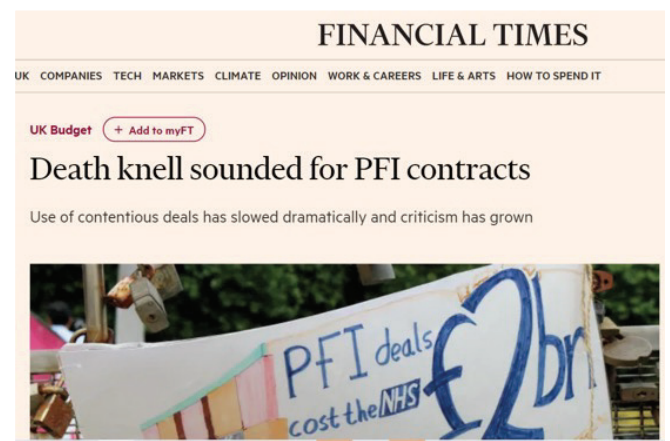 FINANCIAL TIMES
UK COMPANIES TECH MARKETS CLIMATE OPINION WORK & CAREERS LIFE & ARTS HOW TO SPEND IT
UK Budget + Add to myFT
Death knell sounded for PFI contracts
Use of contentious deals has slowed dramatically and criticism has grown
PFI deals
cost the NHS
£2bn